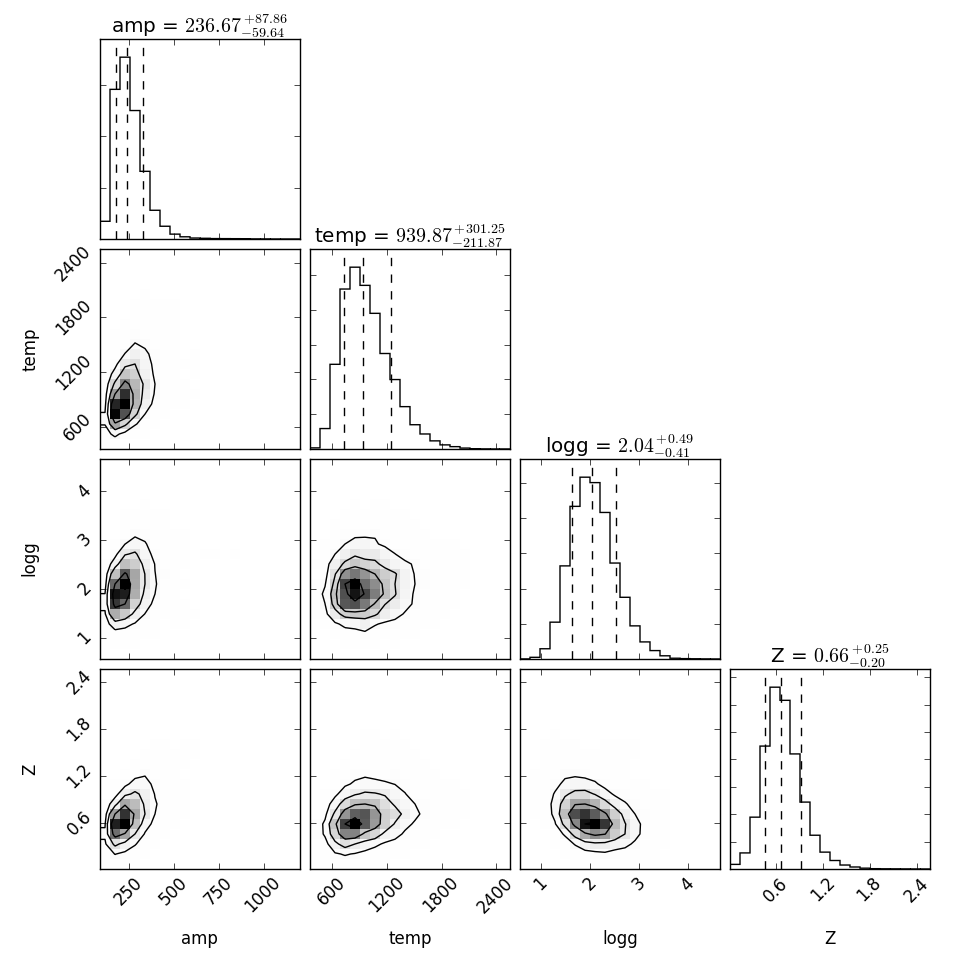 amp = 236.67 +87.86 −59.64
temp = 939.87 +301.25 −211.87
2400
1800
1200
600
temp
logg = 2.04 +0.49 −0.41
4
3
2
1
logg
Z = 0.66 +0.25 −0.20
2.4
1.8
1.2
0.6
Z
250 500 750 1000
600 1200 1800 2400
1 2 3 4
0.6 1.2 1.8 2.4
amp temp logg Z